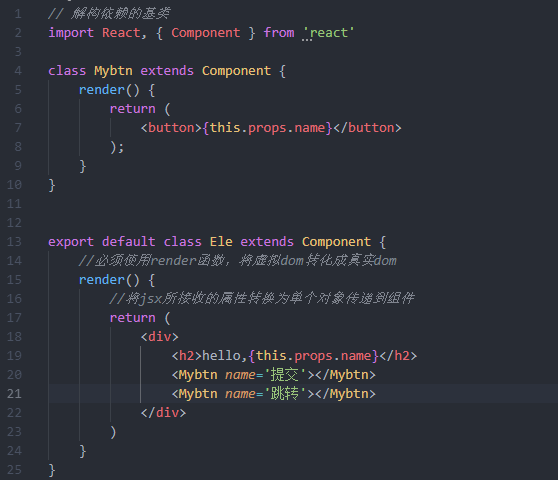 1 // 解构依赖的基类
2 import React, { Component } from 'react'
3
4 class Mybtn extends Component {
5     render() {
6         return (
7             <button>{this.props.name}</button>
8         );
9     }
10 }
11
12
13 export default class Ele extends Component {
14     //必须使用render函数，将虚拟dom转化成真实dom
15     render() {
16         //将jsx所接收的属性转换为单个对象传递到组件
17         return (
18             <div>
19                 <h2>hello,{this.props.name}</h2>
20                 <Mybtn name='提交'></Mybtn>
21                 <Mybtn name='跳转'></Mybtn>
22             </div>
23         )
24     }
25 }